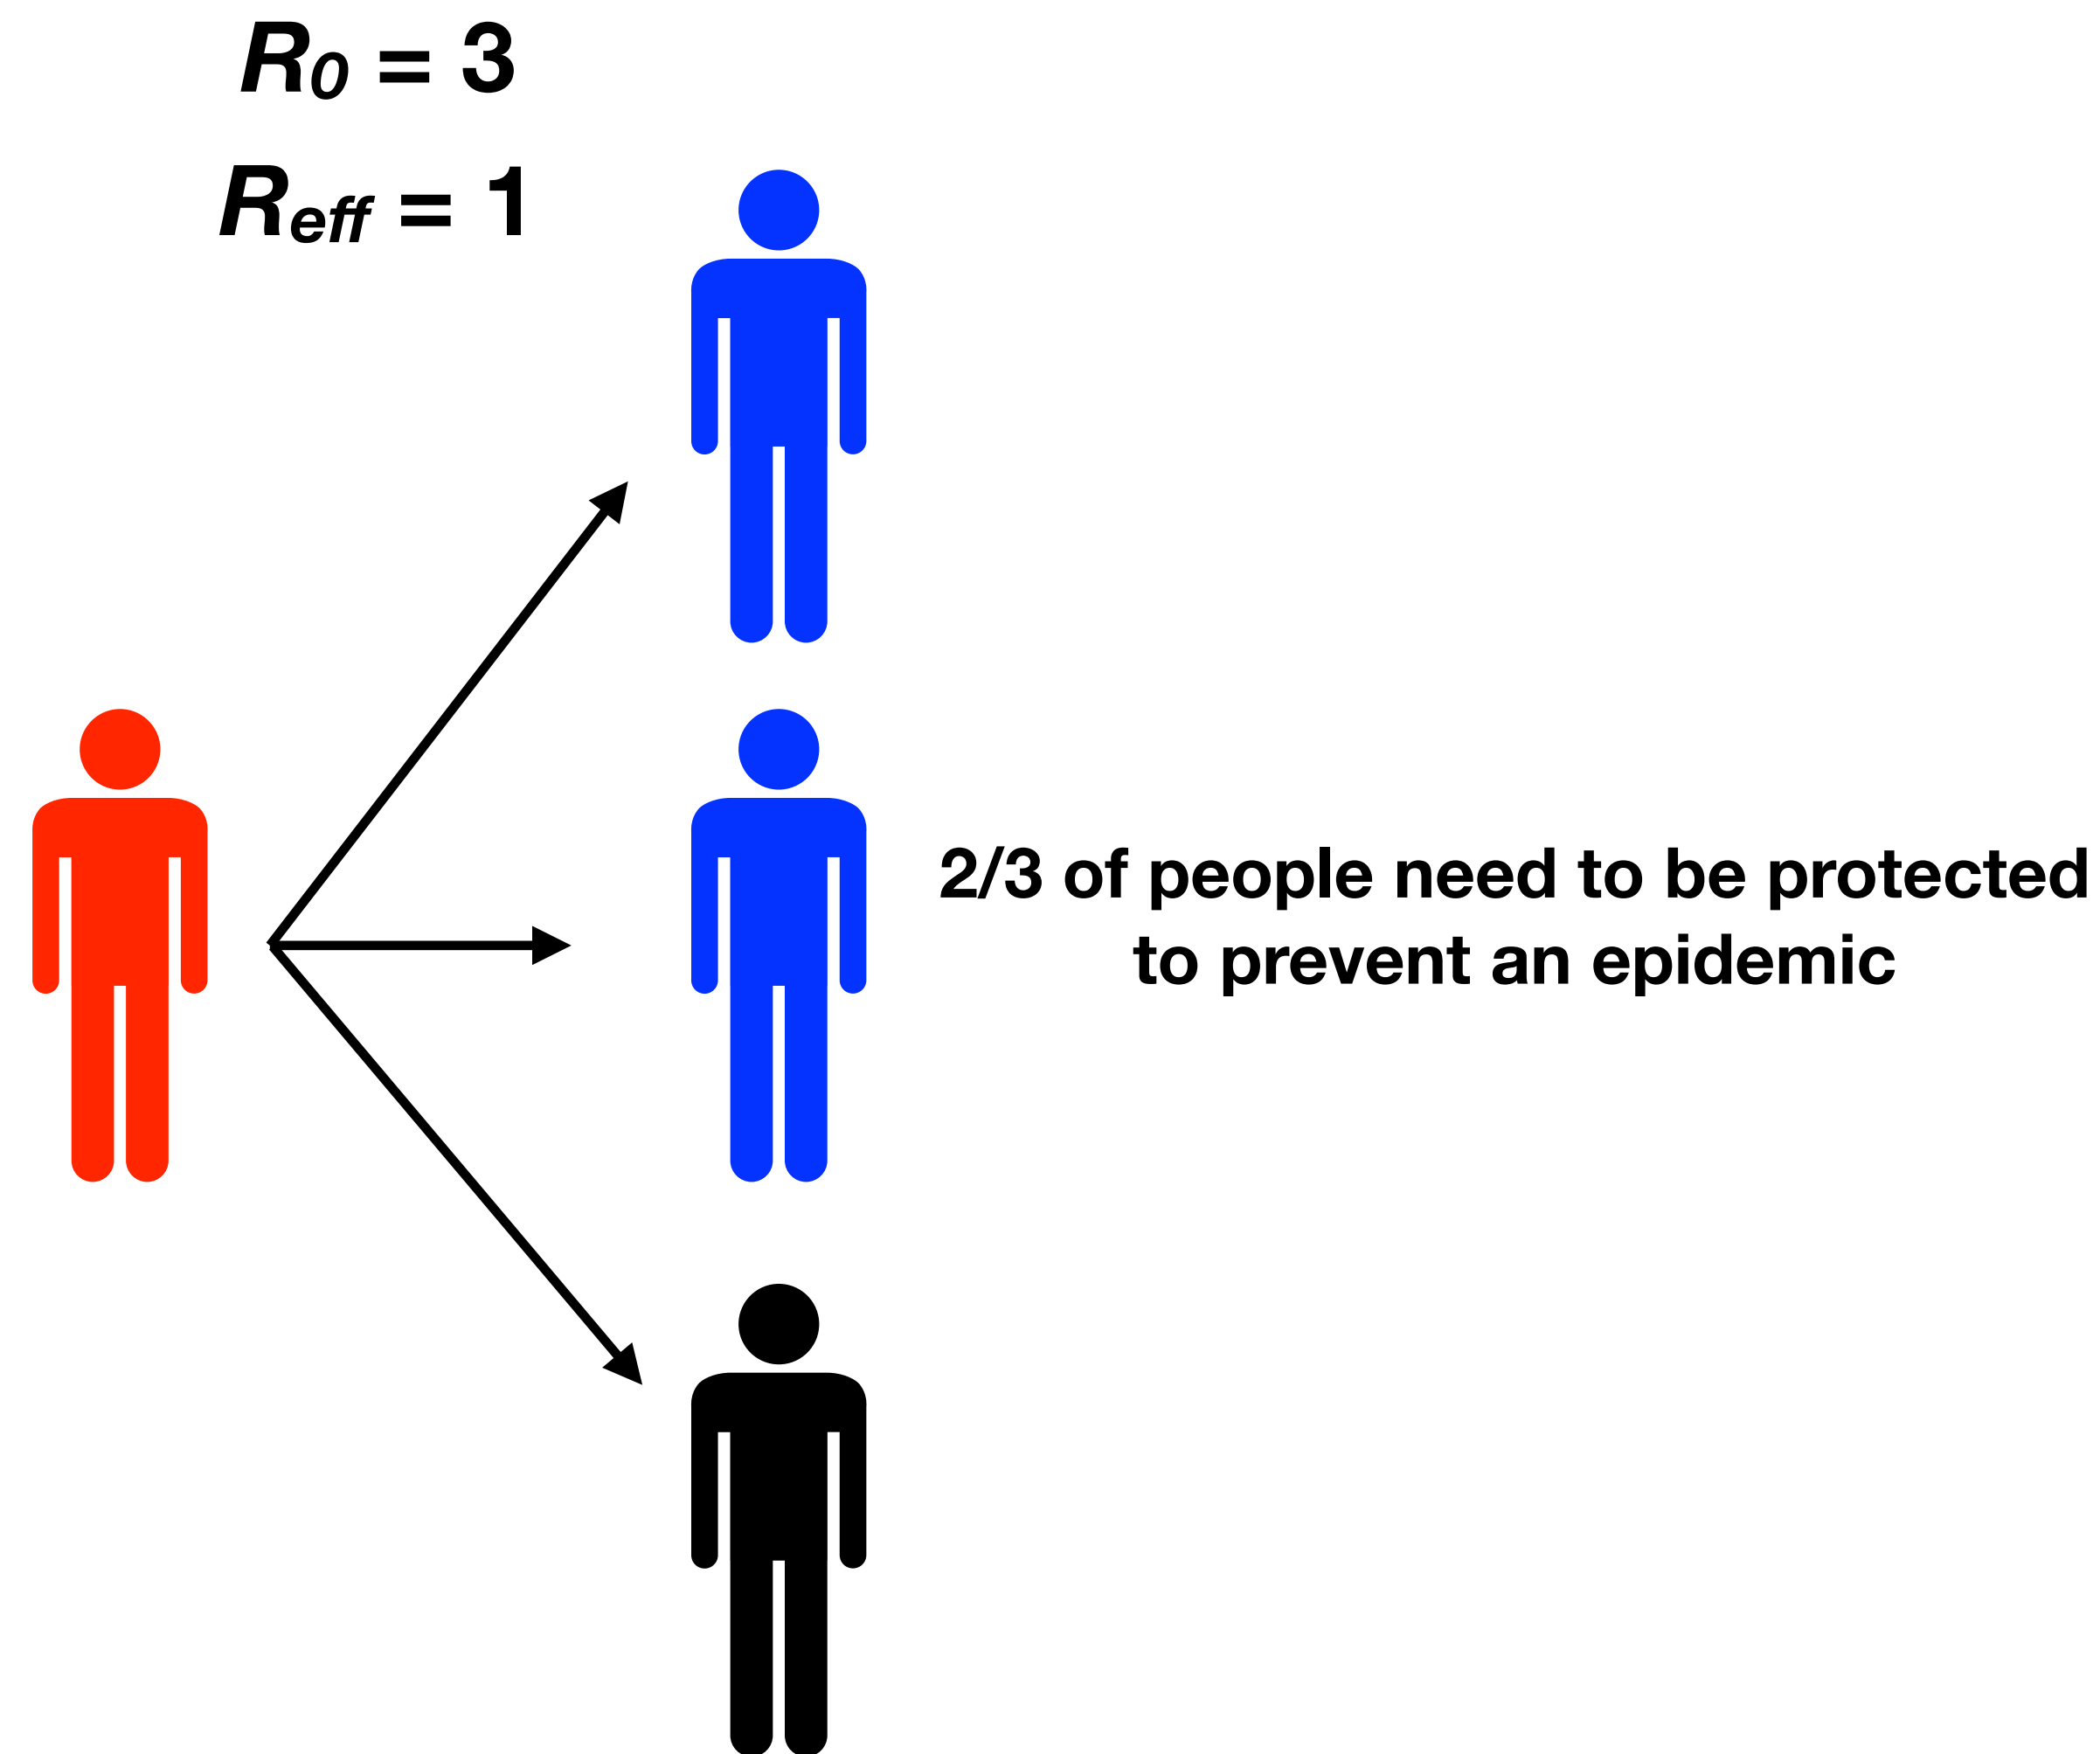 R₀ = 3
Reff = 1
2/3 of people need to be protected
to prevent an epidemic